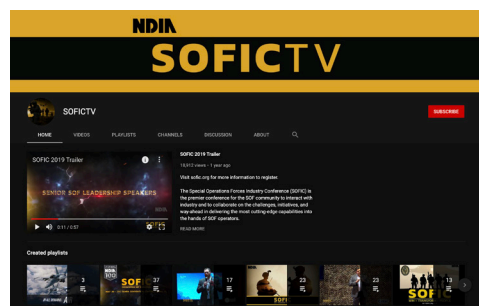 NDIA
SOFICTV
SOFICTV
SUBSCRIBE
HOME VIDEOS PLAYLISTS CHANNELS DISCUSSION ABOUT
SOFIC 2019 Trailer
SENIOR SOF LEADERSHIP SPEAKERS
0:11 / 0:57
SOFIC
SOFIC 2019 Trailer
Visit sofic.org for more information to register.
The Special Operations Forces Industry Conference (SOFIC) is
the premier conference for the SOF community to interact with
industry and to collaborate on the challenges, initiatives, and
way-ahead in delivering the most cutting-edge capabilities into
the hands of SOF operators.
READ MORE
Created playlists
3
NDIA
SOF
37
17
23
23
SOFIC
13